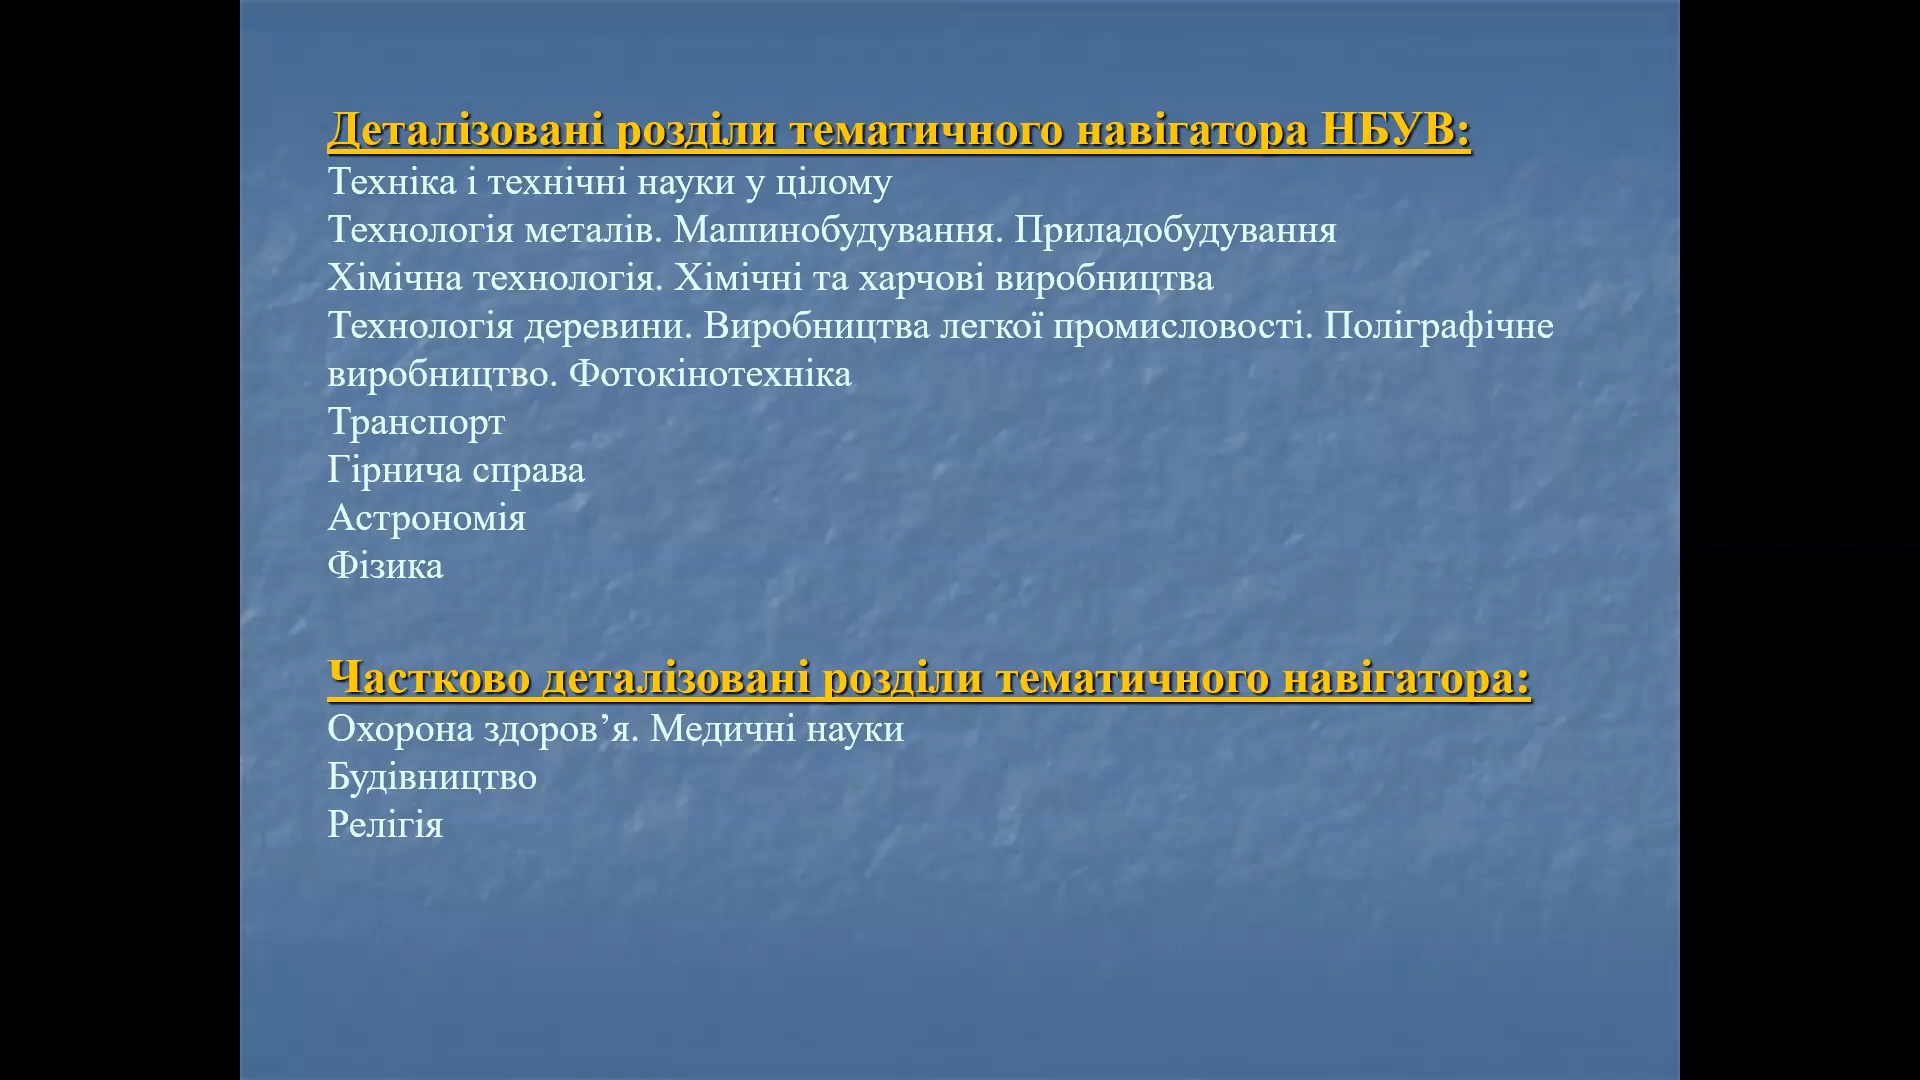 Деталізовані розділи тематичного навігатора НБУВ:
Техніка і технічні науки у цілому
Технологія металів. Машинобудування. Приладобудування
Хімічна технологія. Хімічні та харчові виробництва
Технологія деревини. Виробництва легкої промисловості. Поліграфічне
виробництво. Фотокінотехніка
Транспорт
Гірнича справа
Астрономія
Фізика
Частково деталізовані розділи тематичного навігатора:
Охорона здоров’я. Медичні науки
Будівництво
Релігія